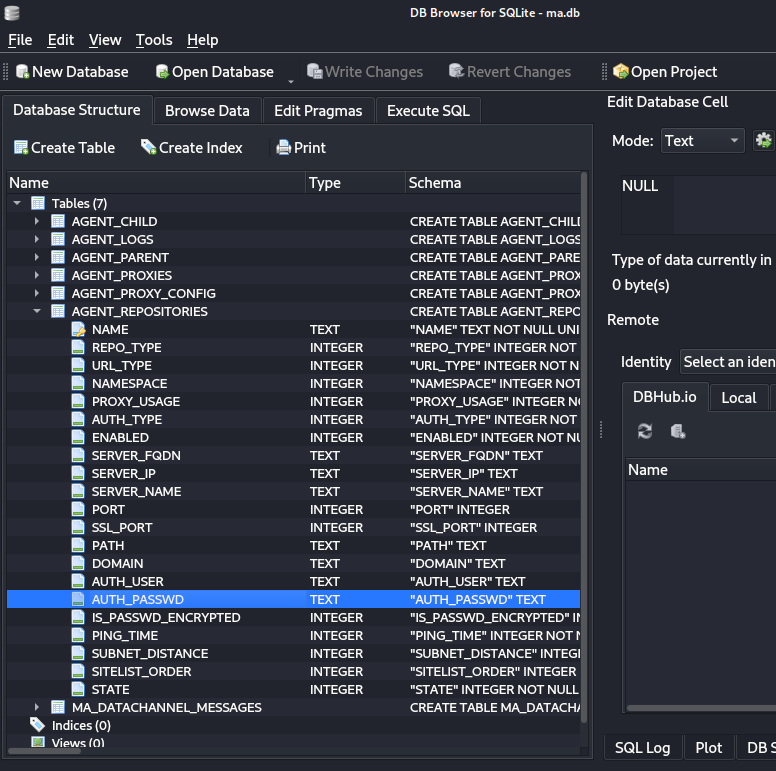 DB Browser for SQLite - ma.db
File Edit View Tools Help
New Database Open Database Write Changes Revert Changes Open Project
Database Structure Browse Data Edit Pragmas Execute SQL
Create Table Create Index Print
Name Type Schema
Tables (7)
AGENT_CHILD CREATE TABLE AGENT_CHILD
AGENT_LOGS CREATE TABLE AGENT_LOGS
AGENT_PARENT CREATE TABLE AGENT_PARE
AGENT_PROXIES CREATE TABLE AGENT_PROX
AGENT_PROXY_CONFIG CREATE TABLE AGENT_PROX
AGENT_REPOSITORIES CREATE TABLE AGENT_REPO
NAME TEXT "NAME" TEXT NOT NULL UNI
REPO_TYPE INTEGER "REPO_TYPE" INTEGER NOT
URL_TYPE INTEGER "URL_TYPE" INTEGER NOT N
NAMESPACE INTEGER "NAMESPACE" INTEGER NOT
PROXY_USAGE INTEGER "PROXY_USAGE" INTEGER NO
AUTH_TYPE INTEGER "AUTH_TYPE" INTEGER NOT
ENABLED INTEGER "ENABLED" INTEGER NOT NU
SERVER_FQDN TEXT "SERVER_FQDN" TEXT
SERVER_IP TEXT "SERVER_IP" TEXT
SERVER_NAME TEXT "SERVER_NAME" TEXT
PORT INTEGER "PORT" INTEGER
SSL_PORT INTEGER "SSL_PORT" INTEGER
PATH TEXT "PATH" TEXT
DOMAIN TEXT "DOMAIN" TEXT
AUTH_USER TEXT "AUTH_USER" TEXT
AUTH_PASSWD TEXT "AUTH_PASSWD" TEXT
IS_PASSWD_ENCRYPTED INTEGER "IS_PASSWD_ENCRYPTED" IN
PING_TIME INTEGER "PING_TIME" INTEGER NOT N
SUBNET_DISTANCE INTEGER "SUBNET_DISTANCE" INTEG
SITELIST_ORDER INTEGER "SITELIST_ORDER" INTEGER
STATE INTEGER "STATE" INTEGER NOT NULL
MA_DATACHANNEL_MESSAGES CREATE TABLE MA_DATACHA
Indices (0)
Views (0)
Edit Database Cell
Mode: Text
NULL
Type of data currently in
0 byte(s)
Remote
Identity Select an iden
DBHub.io Local
Name
SQL Log Plot DB S